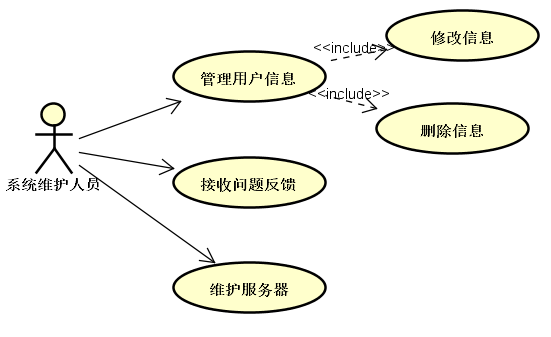 修改信息
<<include>>
管理用户信息
<<include>>
删除信息
系统维护人员
接收问题反馈
维护服务器